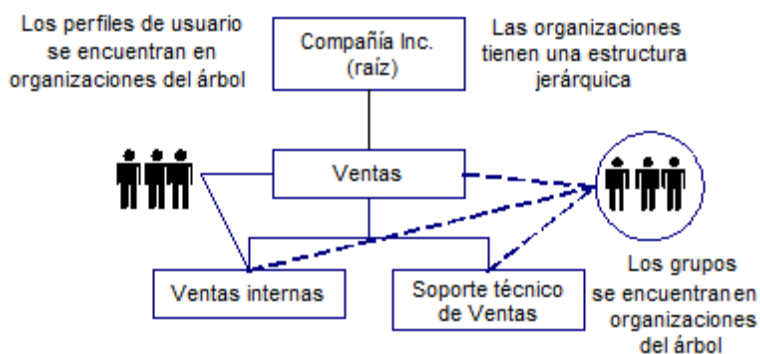 Los perfiles de usuario
se encuentran en
organizaciones del árbol
Compañía Inc.
(raíz)
Las organizaciones
tienen una estructura
jerárquica
Ventas
Ventas internas
Soporte técnico
de Ventas
Los grupos
se encuentran en
organizaciones
del árbol